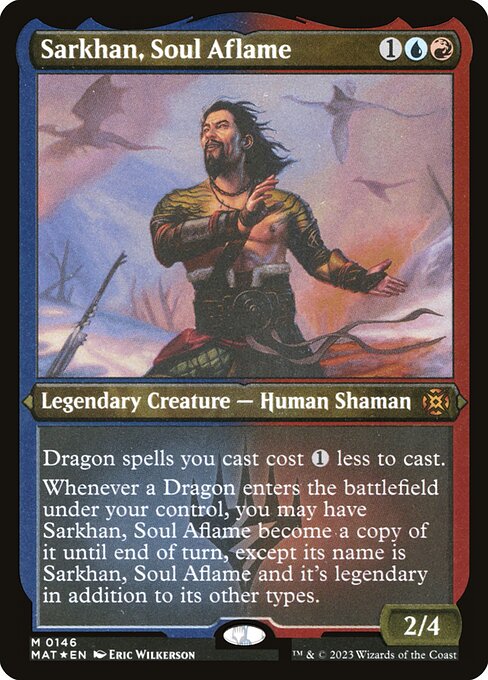 Sarkhan, Soul Aflame 1
Legendary Creature — Human Shaman
Dragon spells you cast cost 1 less to cast.
Whenever a Dragon enters the battlefield
under your control, you may have
Sarkhan, Soul Aflame become a copy of
it until end of turn, except its name is
Sarkhan, Soul Aflame and it's legendary
in addition to its other types.
2/4
M 0146
MAT★EN Eric Wilkerson ™ & © 2023 Wizards of the Coast